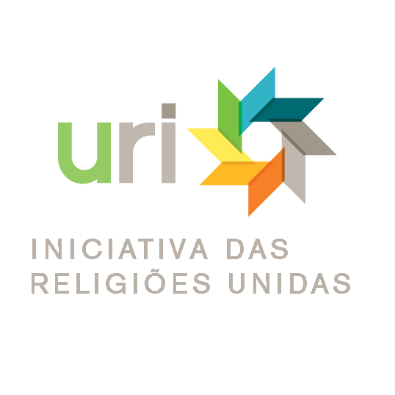 uri
INICIATIVA DAS
RELIGIÕES UNIDAS